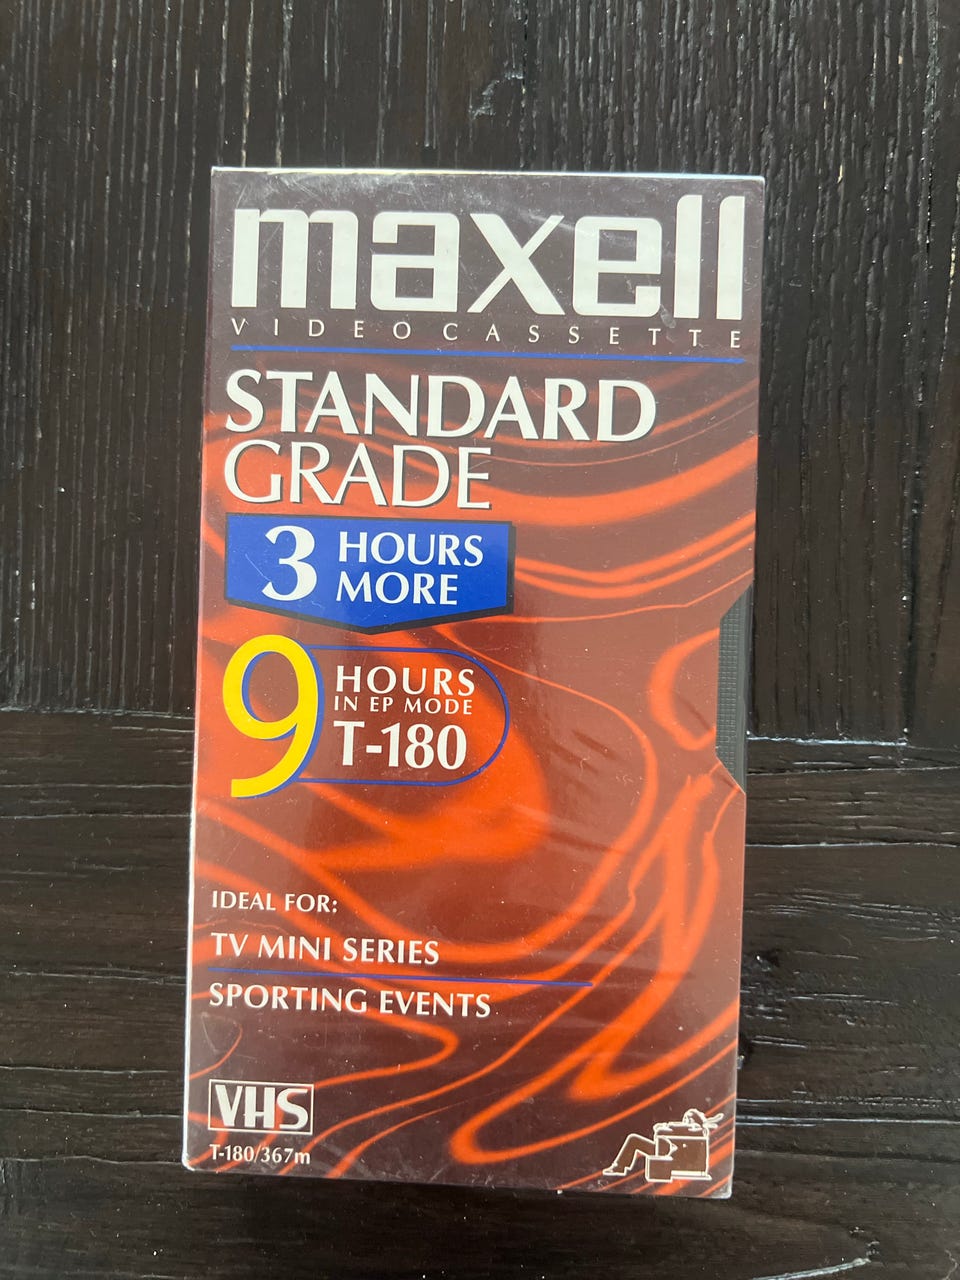 maxell
VIDEOCASSETTE
STANDARD
GRADE
3 HOURS
MORE
9 HOURS
IN EP MODE
T-180
IDEAL FOR:
TV MINI SERIES
SPORTING EVENTS
VHS
T-180/367m